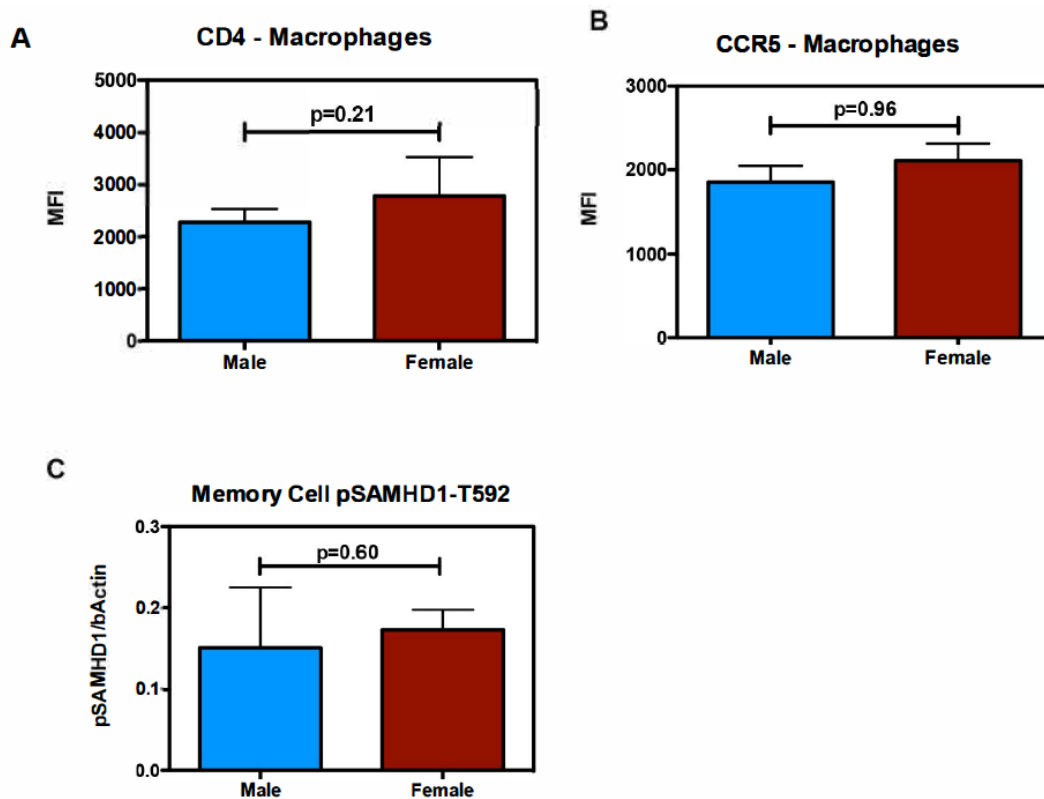 A
CD4 - Macrophages
5000
4000
3000
2000
1000
0
MFI
p=0.21
Male Female
B
CCR5 - Macrophages
3000
2000
1000
0
MFI
p=0.96
Male Female
C
Memory Cell pSAMHD1-T592
0.3
0.2
0.1
0.0
pSAMHD1/bActin
p=0.60
Male Female